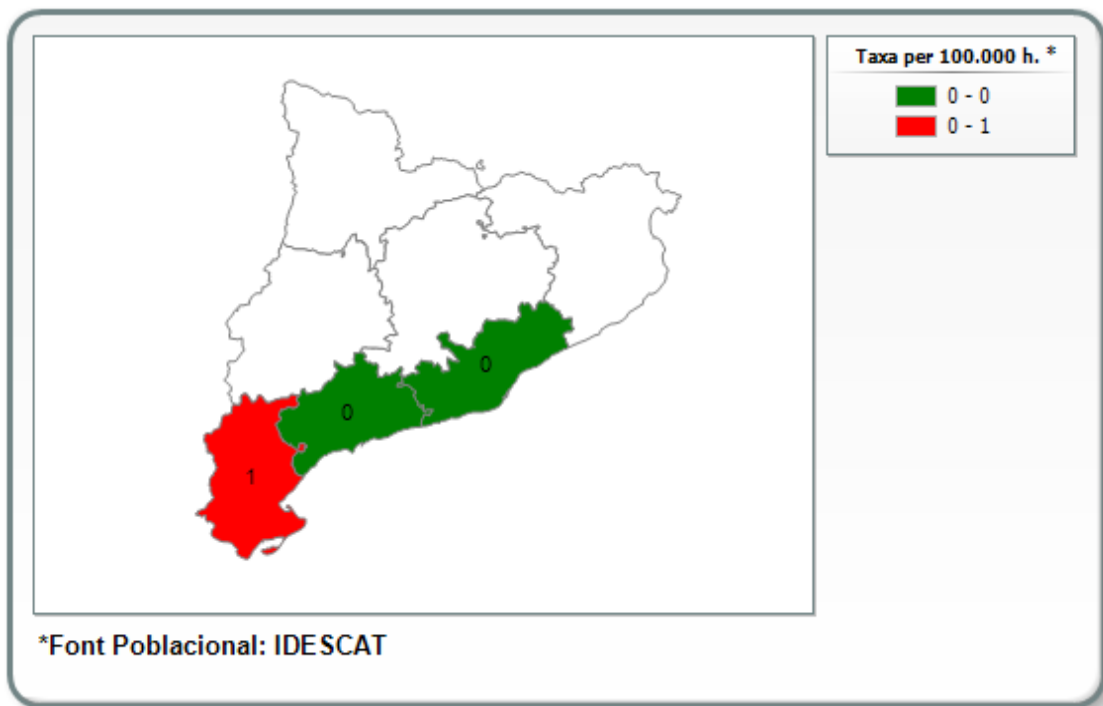 Taxa per 100.000 h. *
0 - 0
0 - 1
0
0
1
*Font Poblacional: IDESCAT